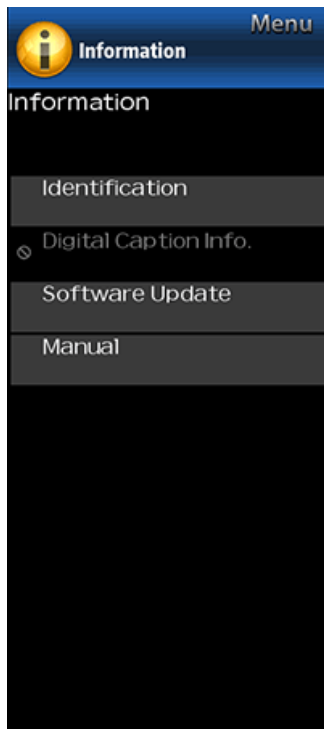 Menu
Information
Information
Identification
Digital Caption Info.
Software Update
Manual